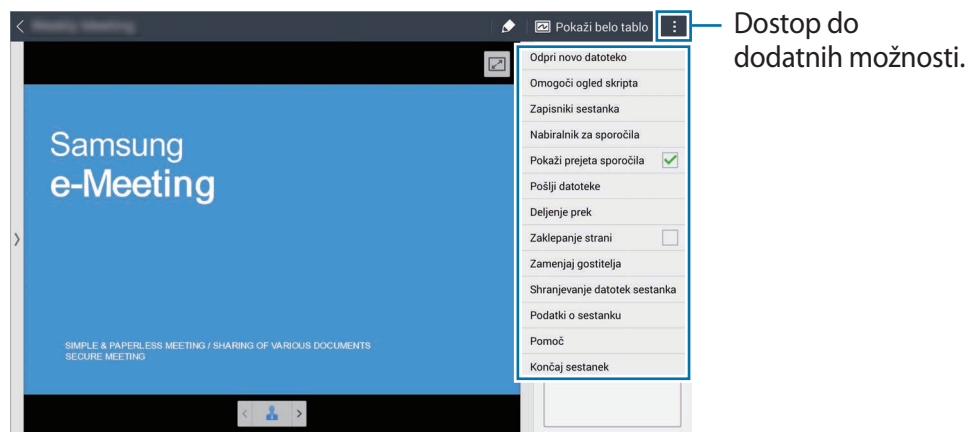 Pokaži belo tablo
Dostop do
dodatnih možnosti.
Odpri novo datoteko
Omogoči ogled skripta
Zapisniki sestanka
Nabiralnik za sporočila
Pokaži prejeta sporočila
Pošlji datoteke
Deljenje prek
Zaklepanje strani
Zamenjaj gostitelja
Shranjevanje datotek sestanka
Podatki o sestanku
Pomoč
Končaj sestanek
Samsung
e-Meeting
SIMPLE & PAPERLESS MEETING / SHARING OF VARIOUS DOCUMENTS
SECURE MEETING